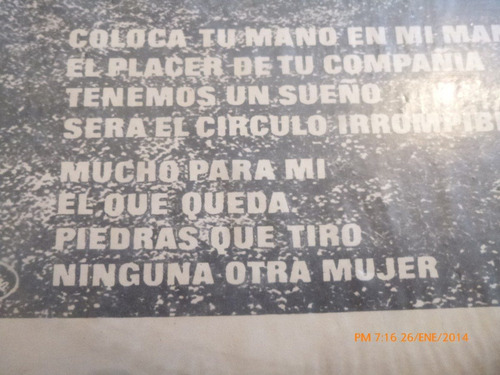 COLOCA TU MANO EN MI
EL PLACER DE TU COMPAÑIA
TENEMOS UN SUEÑO
SERA EL CIRCULO
MUCHO PARA MI
EL QUE QUEDA
PIEDRAS QUE TIRO
NINGUNA OTRA MUJER
PM 7:16 26/ENE/2014